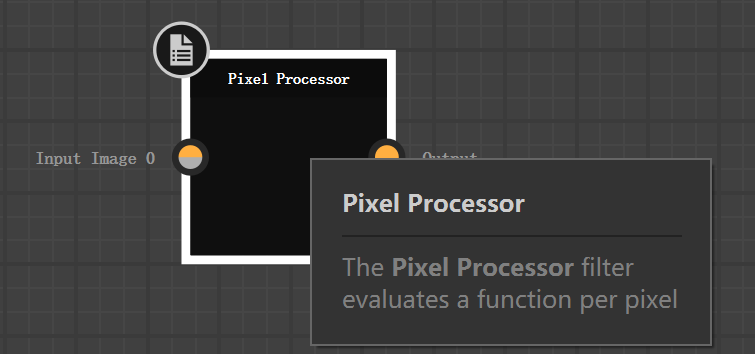 Pixel Processor
Input Image 0
Output
Pixel Processor
The Pixel Processor filter
evaluates a function per pixel